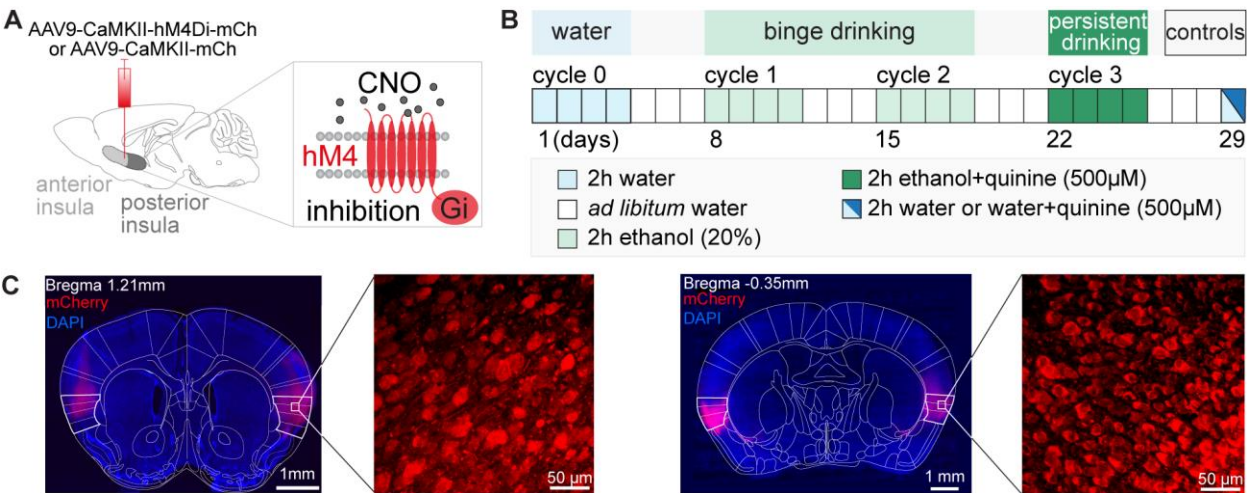 A
AAV9-CaMKII-hM4Di-mCh
or AAV9-CaMKII-mCh
CNO
hM4
inhibition
Gi
anterior
insula
posterior
insula
B
water
binge drinking
persistent
drinking
controls
cycle 0
cycle 1
cycle 2
cycle 3
1 (days)
8
15
22
29
2h water
ad libitum water
2h ethanol (20%)
2h ethanol+quinine (500µM)
2h water or water+quinine (500µM)
C
Bregma 1.21mm
mCherry
DAPI
1mm
50 µm
Bregma -0.35mm
mCherry
DAPI
1 mm
50 µm